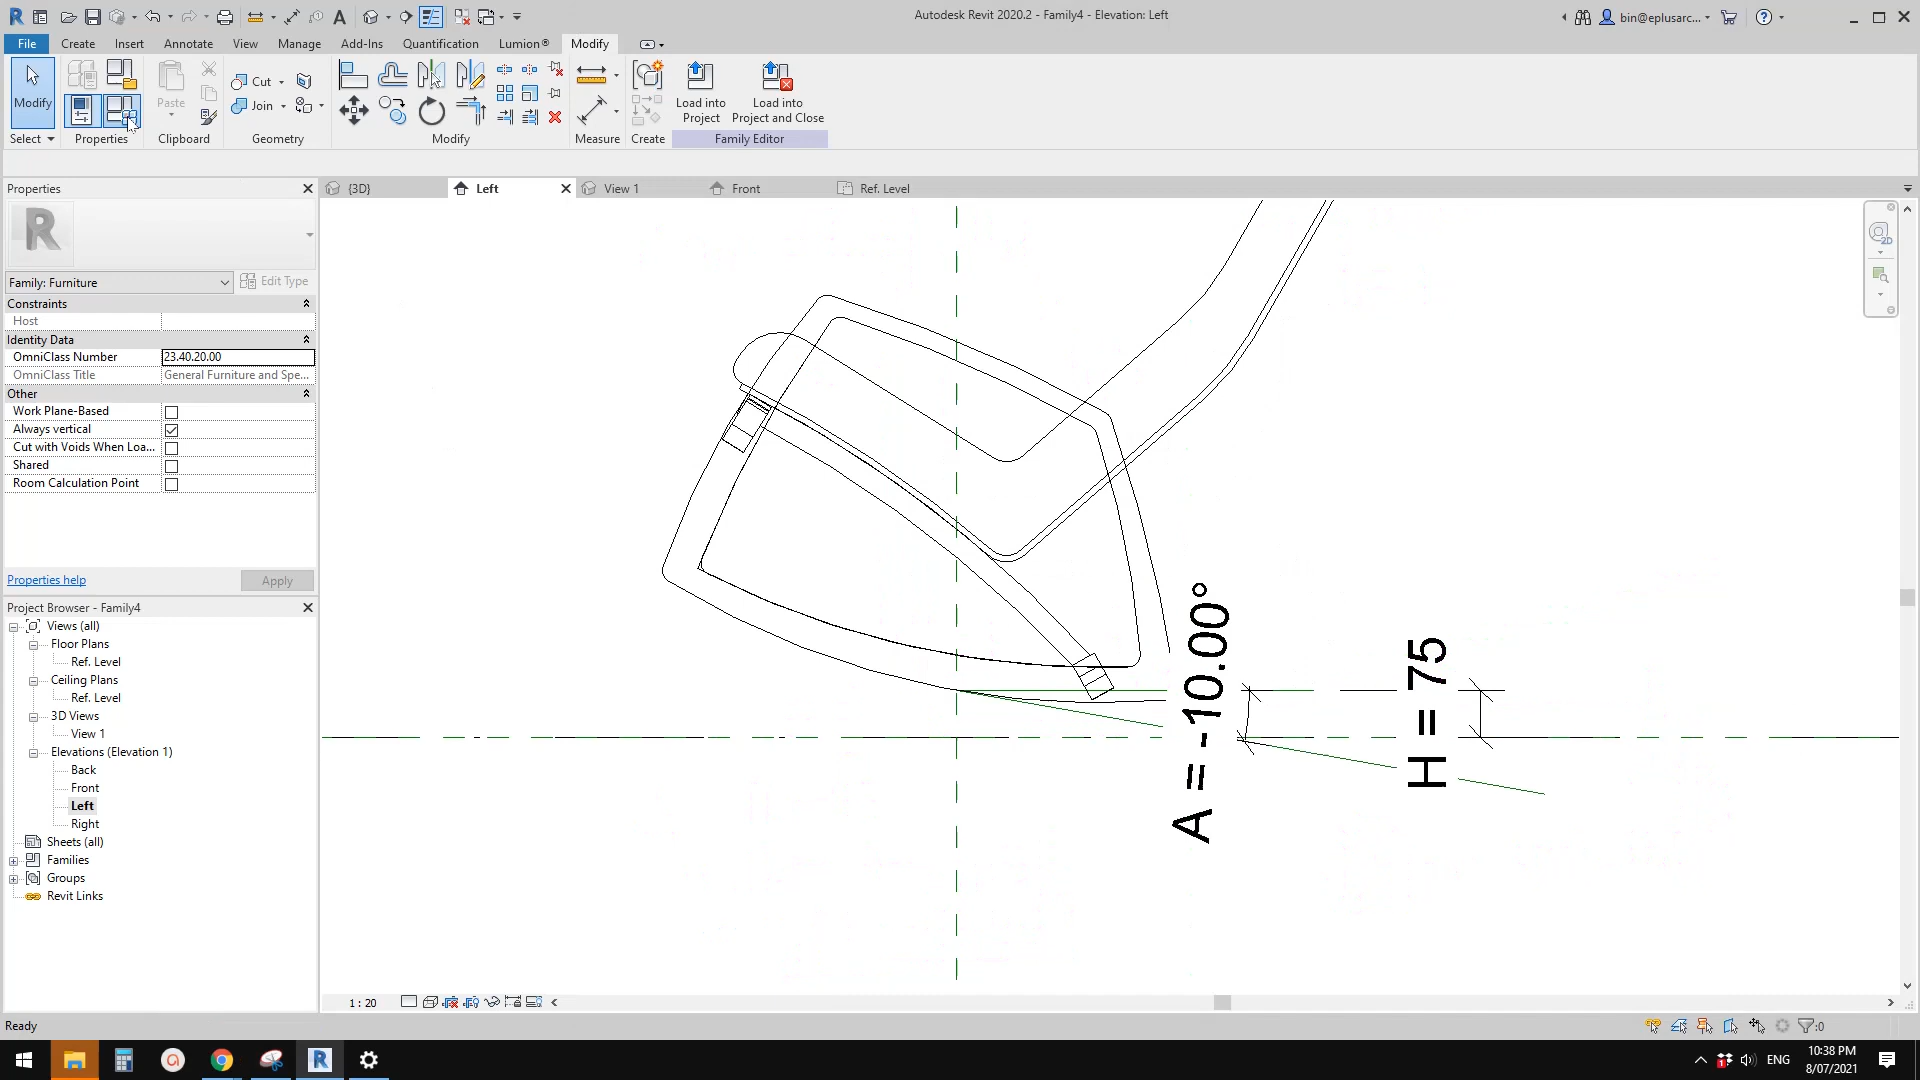 Autodesk Revit 2020.2 - Family4 - Elevation: Left
bin@eplusarc...
File
Create
Insert
Annotate
View
Manage
Add-Ins
Quantification
Lumion®
Modify
Modify
Paste
Cut
Join
Load into
Project
Load into
Project and Close
Select
Properties
Clipboard
Geometry
Modify
Measure
Create
Family Editor
Properties
{3D}
Left
View 1
Front
Ref. Level
R
Family: Furniture
Edit Type
Constraints
Host
Identity Data
OmniClass Number 23.40.20.00
OmniClass Title General Furniture and Spe...
Other
Work Plane-Based
Always vertical
Cut with Voids When Loa...
Shared
Room Calculation Point
Properties help
Apply
Project Browser - Family4
Views (all)
Floor Plans
Ref. Level
Ceiling Plans
Ref. Level
3D Views
View 1
Elevations (Elevation 1)
Back
Front
Left
Right
Sheets (all)
Families
Groups
Revit Links
2D
A = -10.00°
H = 75
1 : 20
Ready
:0
ENG
10:38 PM
8/07/2021